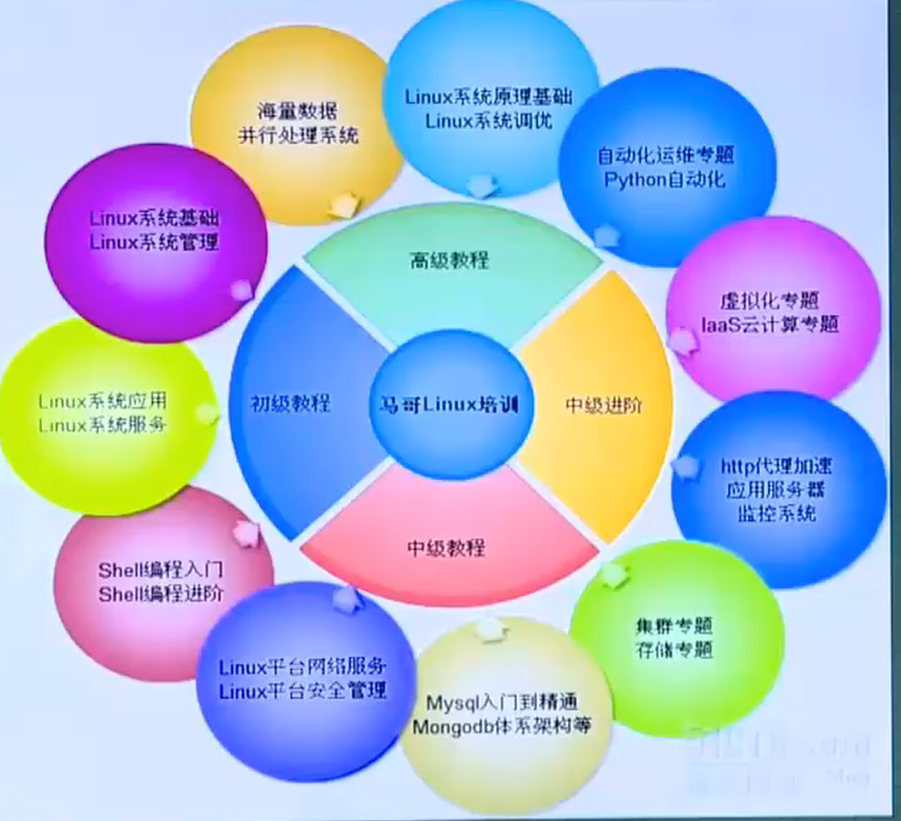 海量数据
并行处理系统
Linux系统原理基础
Linux系统调优
自动化运维专题
Python自动化
Linux系统基础
Linux系统管理
高级教程
虚拟化专题
IaaS云计算专题
Linux系统应用
Linux系统服务
初级教程
马哥Linux培训
中级进阶
http代理加速
应用服务器
监控系统
中级教程
Shell编程入门
Shell编程进阶
集群专题
存储专题
Linux平台网络服务
Linux平台安全管理
Mysql入门到精通
Mongodb体系架构等